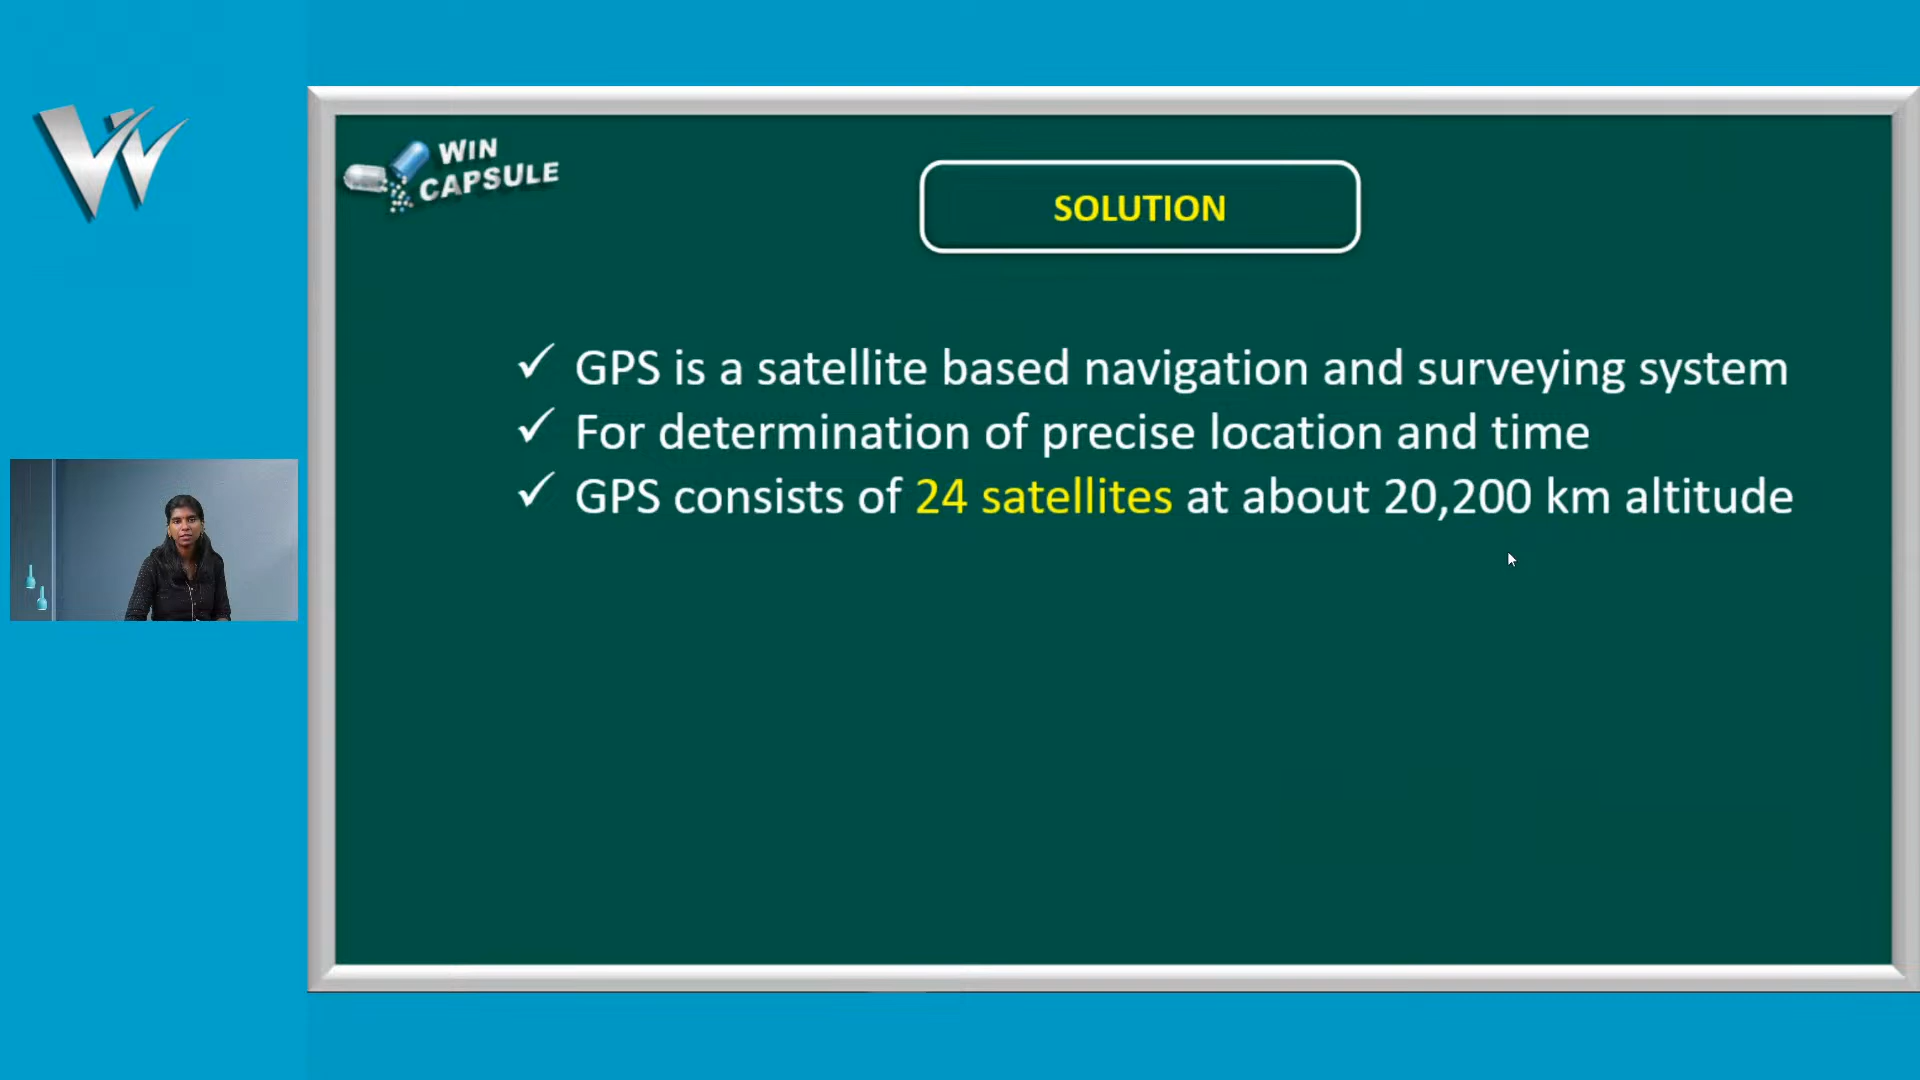 WIN
CAPSULE
SOLUTION
✓ GPS is a satellite based navigation and surveying system
✓ For determination of precise location and time
✓ GPS consists of 24 satellites at about 20,200 km altitude